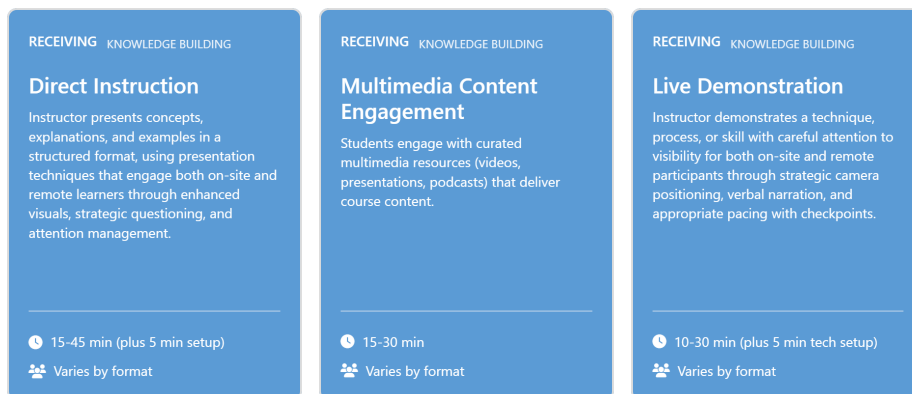 RECEIVING KNOWLEDGE BUILDING
Direct Instruction
Instructor presents concepts,
explanations, and examples in a
structured format, using presentation
techniques that engage both on-site and
remote learners through enhanced
visuals, strategic questioning, and
attention management.
15-45 min (plus 5 min setup)
Varies by format
RECEIVING KNOWLEDGE BUILDING
Multimedia Content
Engagement
Students engage with curated
multimedia resources (videos,
presentations, podcasts) that deliver
course content.
15-30 min
Varies by format
RECEIVING KNOWLEDGE BUILDING
Live Demonstration
Instructor demonstrates a technique,
process, or skill with careful attention to
visibility for both on-site and remote
participants through strategic camera
positioning, verbal narration, and
appropriate pacing with checkpoints.
10-30 min (plus 5 min tech setup)
Varies by format